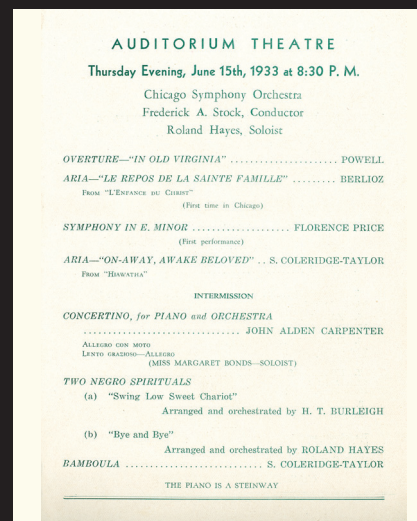 AUDITORIUM THEATRE
Thursday Evening, June 15th, 1933 at 8:30 P. M.
Chicago Symphony Orchestra
Frederick A. Stock, Conductor
Roland Hayes, Soloist
OVERTURE—"IN OLD VIRGINIA" ...................... POWELL
ARIA—"LE REPOS DE LA SAINTE FAMILLE" ......... BERLIOZ
FROM "L'ENFANCE DU CHRIST"
(First time in Chicago)
SYMPHONY IN E. MINOR .................... FLORENCE PRICE
(First performance)
ARIA—"ON-AWAY, AWAKE BELOVED" .. S. COLERIDGE-TAYLOR
FROM "HIAWATHA"
INTERMISSION
CONCERTINO, for PIANO and ORCHESTRA
................................ JOHN ALDEN CARPENTER
ALLEGRO CON MOTO
LENTO GRAZIOSO—ALLEGRO
(MISS MARGARET BONDS—SOLOIST)
TWO NEGRO SPIRITUALS
(a) "Swing Low Sweet Chariot"
Arranged and orchestrated by H. T. BURLEIGH
(b) "Bye and Bye"
Arranged and orchestrated by ROLAND HAYES
BAMBOULA ............................ S. COLERIDGE-TAYLOR
THE PIANO IS A STEINWAY